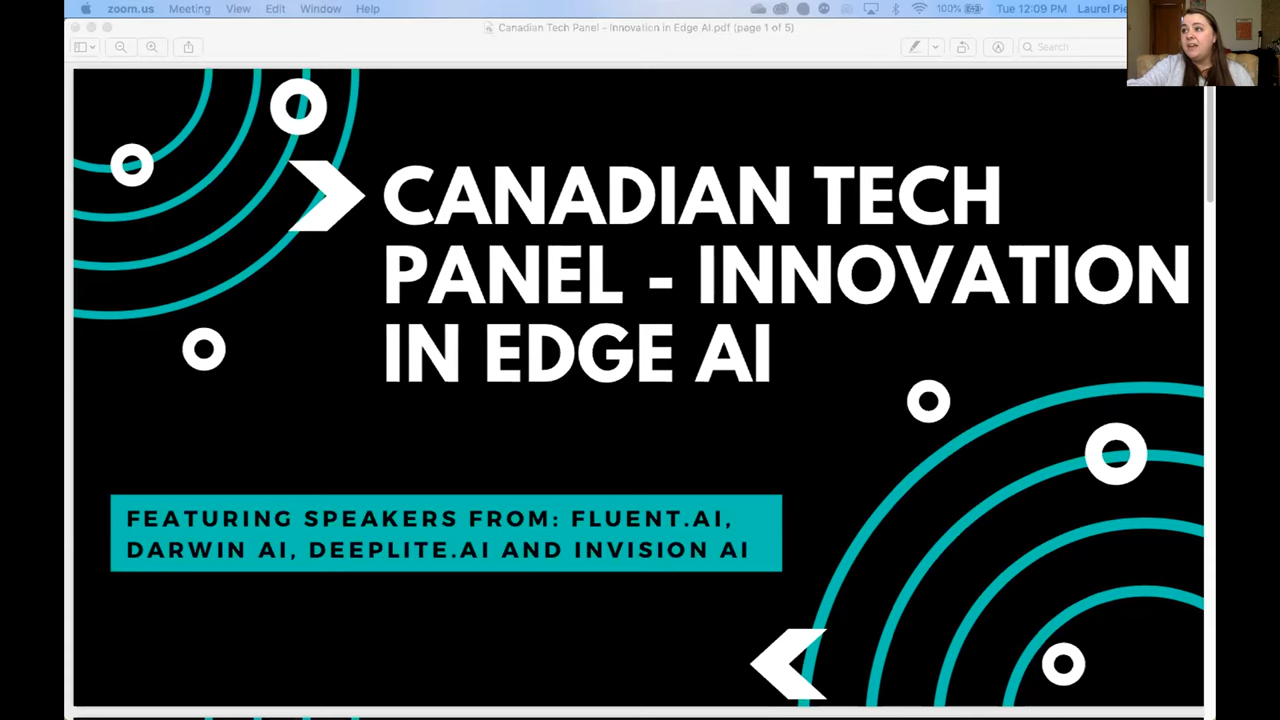 zoom.us Meeting View Edit Window Help 100% Tue 12:09 PM Laurel
Canadian Tech Panel - Innovation in Edge AI.pdf (page 1 of 5)
Search
CANADIAN TECH
PANEL - INNOVATION
IN EDGE AI
FEATURING SPEAKERS FROM: FLUENT.AI,
DARWIN AI, DEEPLITE.AI AND INVISION AI